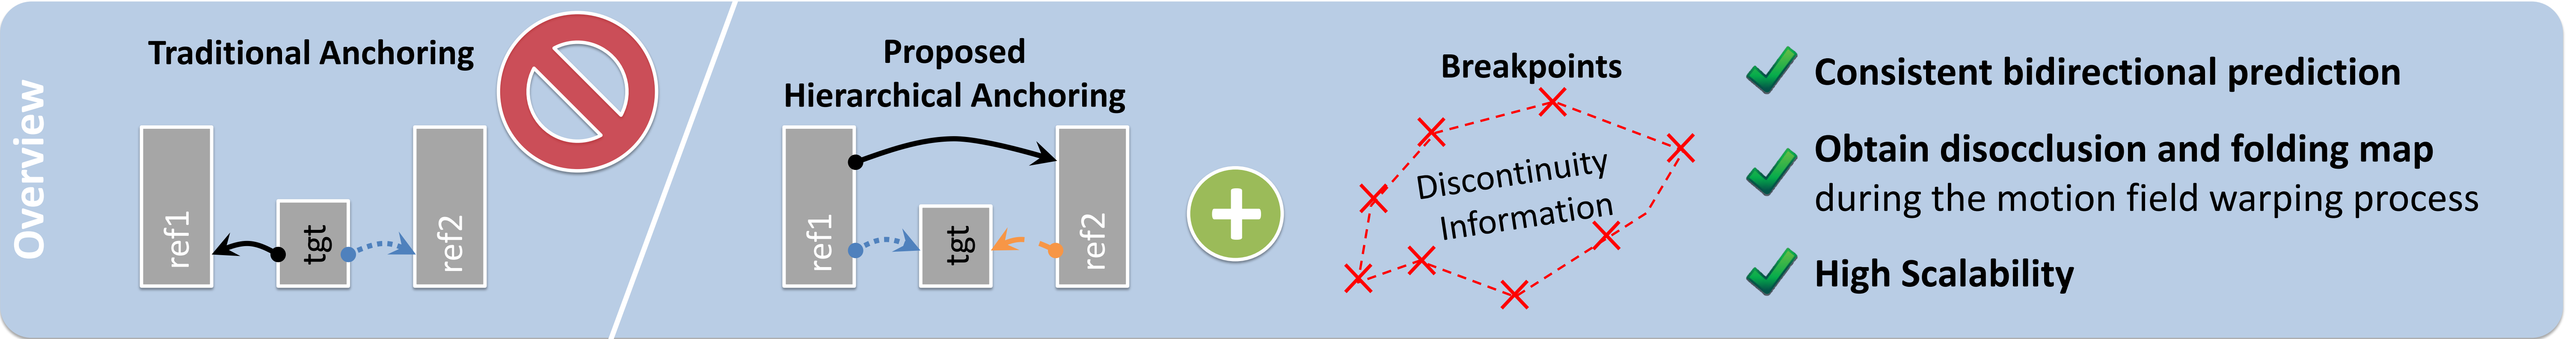 Overview
Traditional Anchoring
ref1
tgt
ref2
Proposed
Hierarchical Anchoring
ref1
tgt
ref2
Breakpoints
Discontinuity
Information
Consistent bidirectional prediction
Obtain disocclusion and folding map
during the motion field warping process
High Scalability